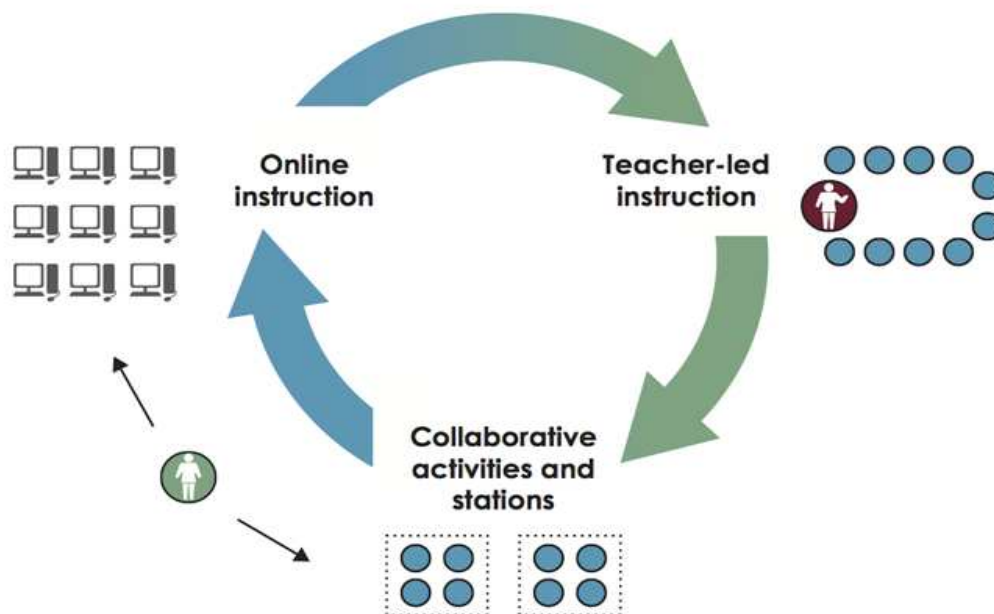 Online
instruction
Teacher-led
instruction
Collaborative
activities and
stations